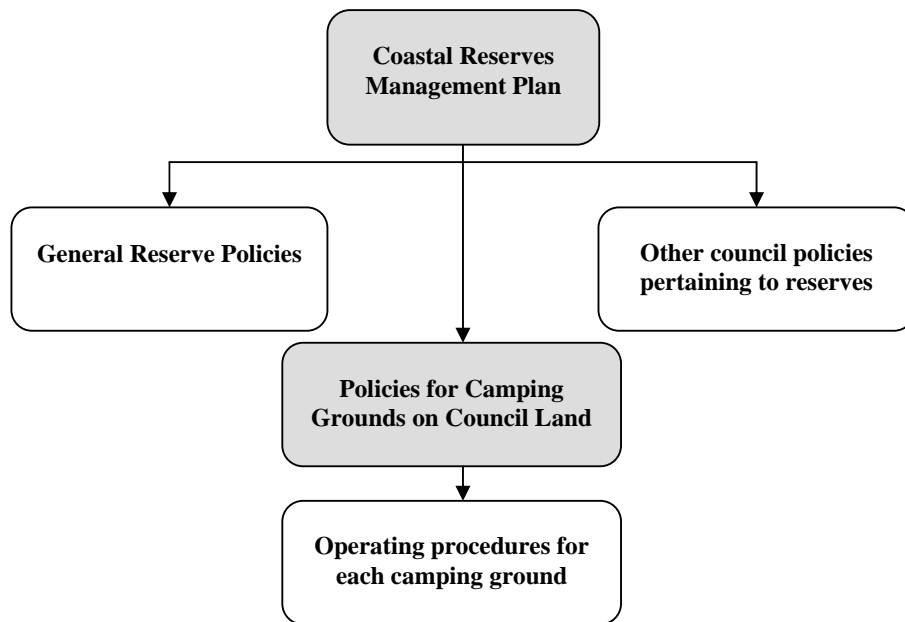 Coastal Reserves
Management Plan
General Reserve Policies
Other council policies
pertaining to reserves
Policies for Camping
Grounds on Council Land
Operating procedures for
each camping ground